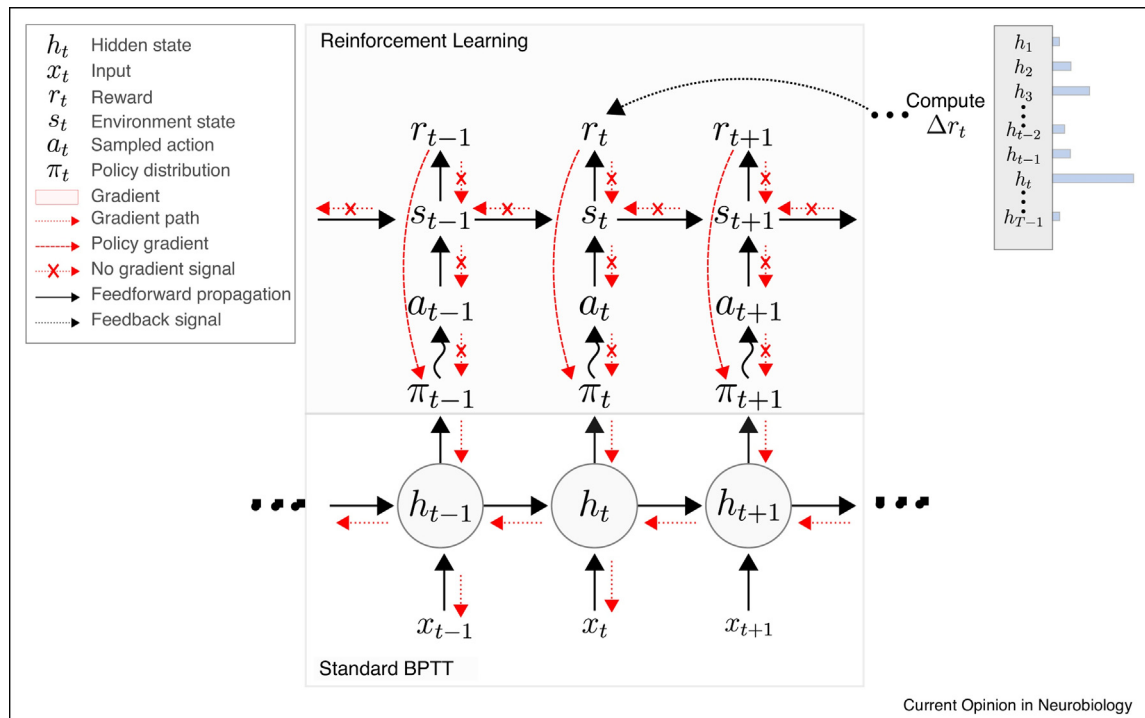 h_t Hidden state
x_t Input
r_t Reward
s_t Environment state
a_t Sampled action
π_t Policy distribution
Gradient
Gradient path
Policy gradient
No gradient signal
Feedforward propagation
Feedback signal
Reinforcement Learning
r_{t−1} r_t r_{t+1}
s_{t−1} s_t s_{t+1}
a_{t−1} a_t a_{t+1}
π_{t−1} π_t π_{t+1}
h_{t−1} h_t h_{t+1}
x_{t−1} x_t x_{t+1}
Standard BPTT
Compute
Δr_t
h_1
h_2
h_3
h_{t−2}
h_{t−1}
h_t
h_{T−1}
Current Opinion in Neurobiology